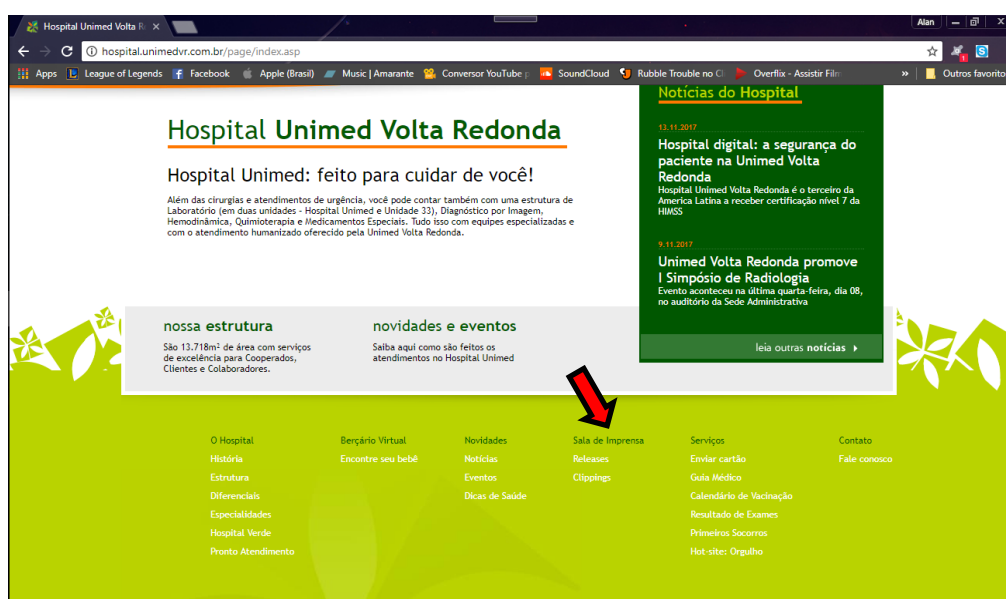 Hospital Unimed Volta R
Alan
hospital.unimedvr.com.br/page/index.asp
Apps League of Legends Facebook Apple (Brasil) Music | Amarante Conversor YouTube p SoundCloud Rubble Trouble no Cl Overflix - Assistir Film » Outros favorito
Hospital Unimed Volta Redonda
Hospital Unimed: feito para cuidar de você!
Além das cirurgias e atendimentos de urgência, você pode contar também com uma estrutura de
Laboratório (em duas unidades - Hospital Unimed e Unidade 33), Diagnóstico por Imagem,
Hemodinâmica, Quimioterapia e Medicamentos Especiais. Tudo isso com equipes especializadas e
com o atendimento humanizado oferecido pela Unimed Volta Redonda.
Notícias do Hospital
13.11.2017
Hospital digital: a segurança do
paciente na Unimed Volta
Redonda
Hospital Unimed Volta Redonda é o terceiro da
America Latina a receber certificação nível 7 da
HIMSS
9.11.2017
Unimed Volta Redonda promove
I Simpósio de Radiologia
Evento aconteceu na última quarta-feira, dia 08,
no auditório da Sede Administrativa
leia outras notícias
nossa estrutura
São 13.718m² de área com serviços
de excelência para Cooperados,
Clientes e Colaboradores.
novidades e eventos
Saiba aqui como são feitos os
atendimentos no Hospital Unimed
O Hospital
História
Estrutura
Diferenciais
Especialidades
Hospital Verde
Pronto Atendimento
Berçário Virtual
Encontre seu bebê
Novidades
Notícias
Eventos
Dicas de Saúde
Sala de Imprensa
Releases
Clippings
Serviços
Enviar cartão
Guia Médico
Calendário de Vacinação
Resultado de Exames
Primeiros Socorros
Hot-site: Orgulho
Contato
Fale conosco